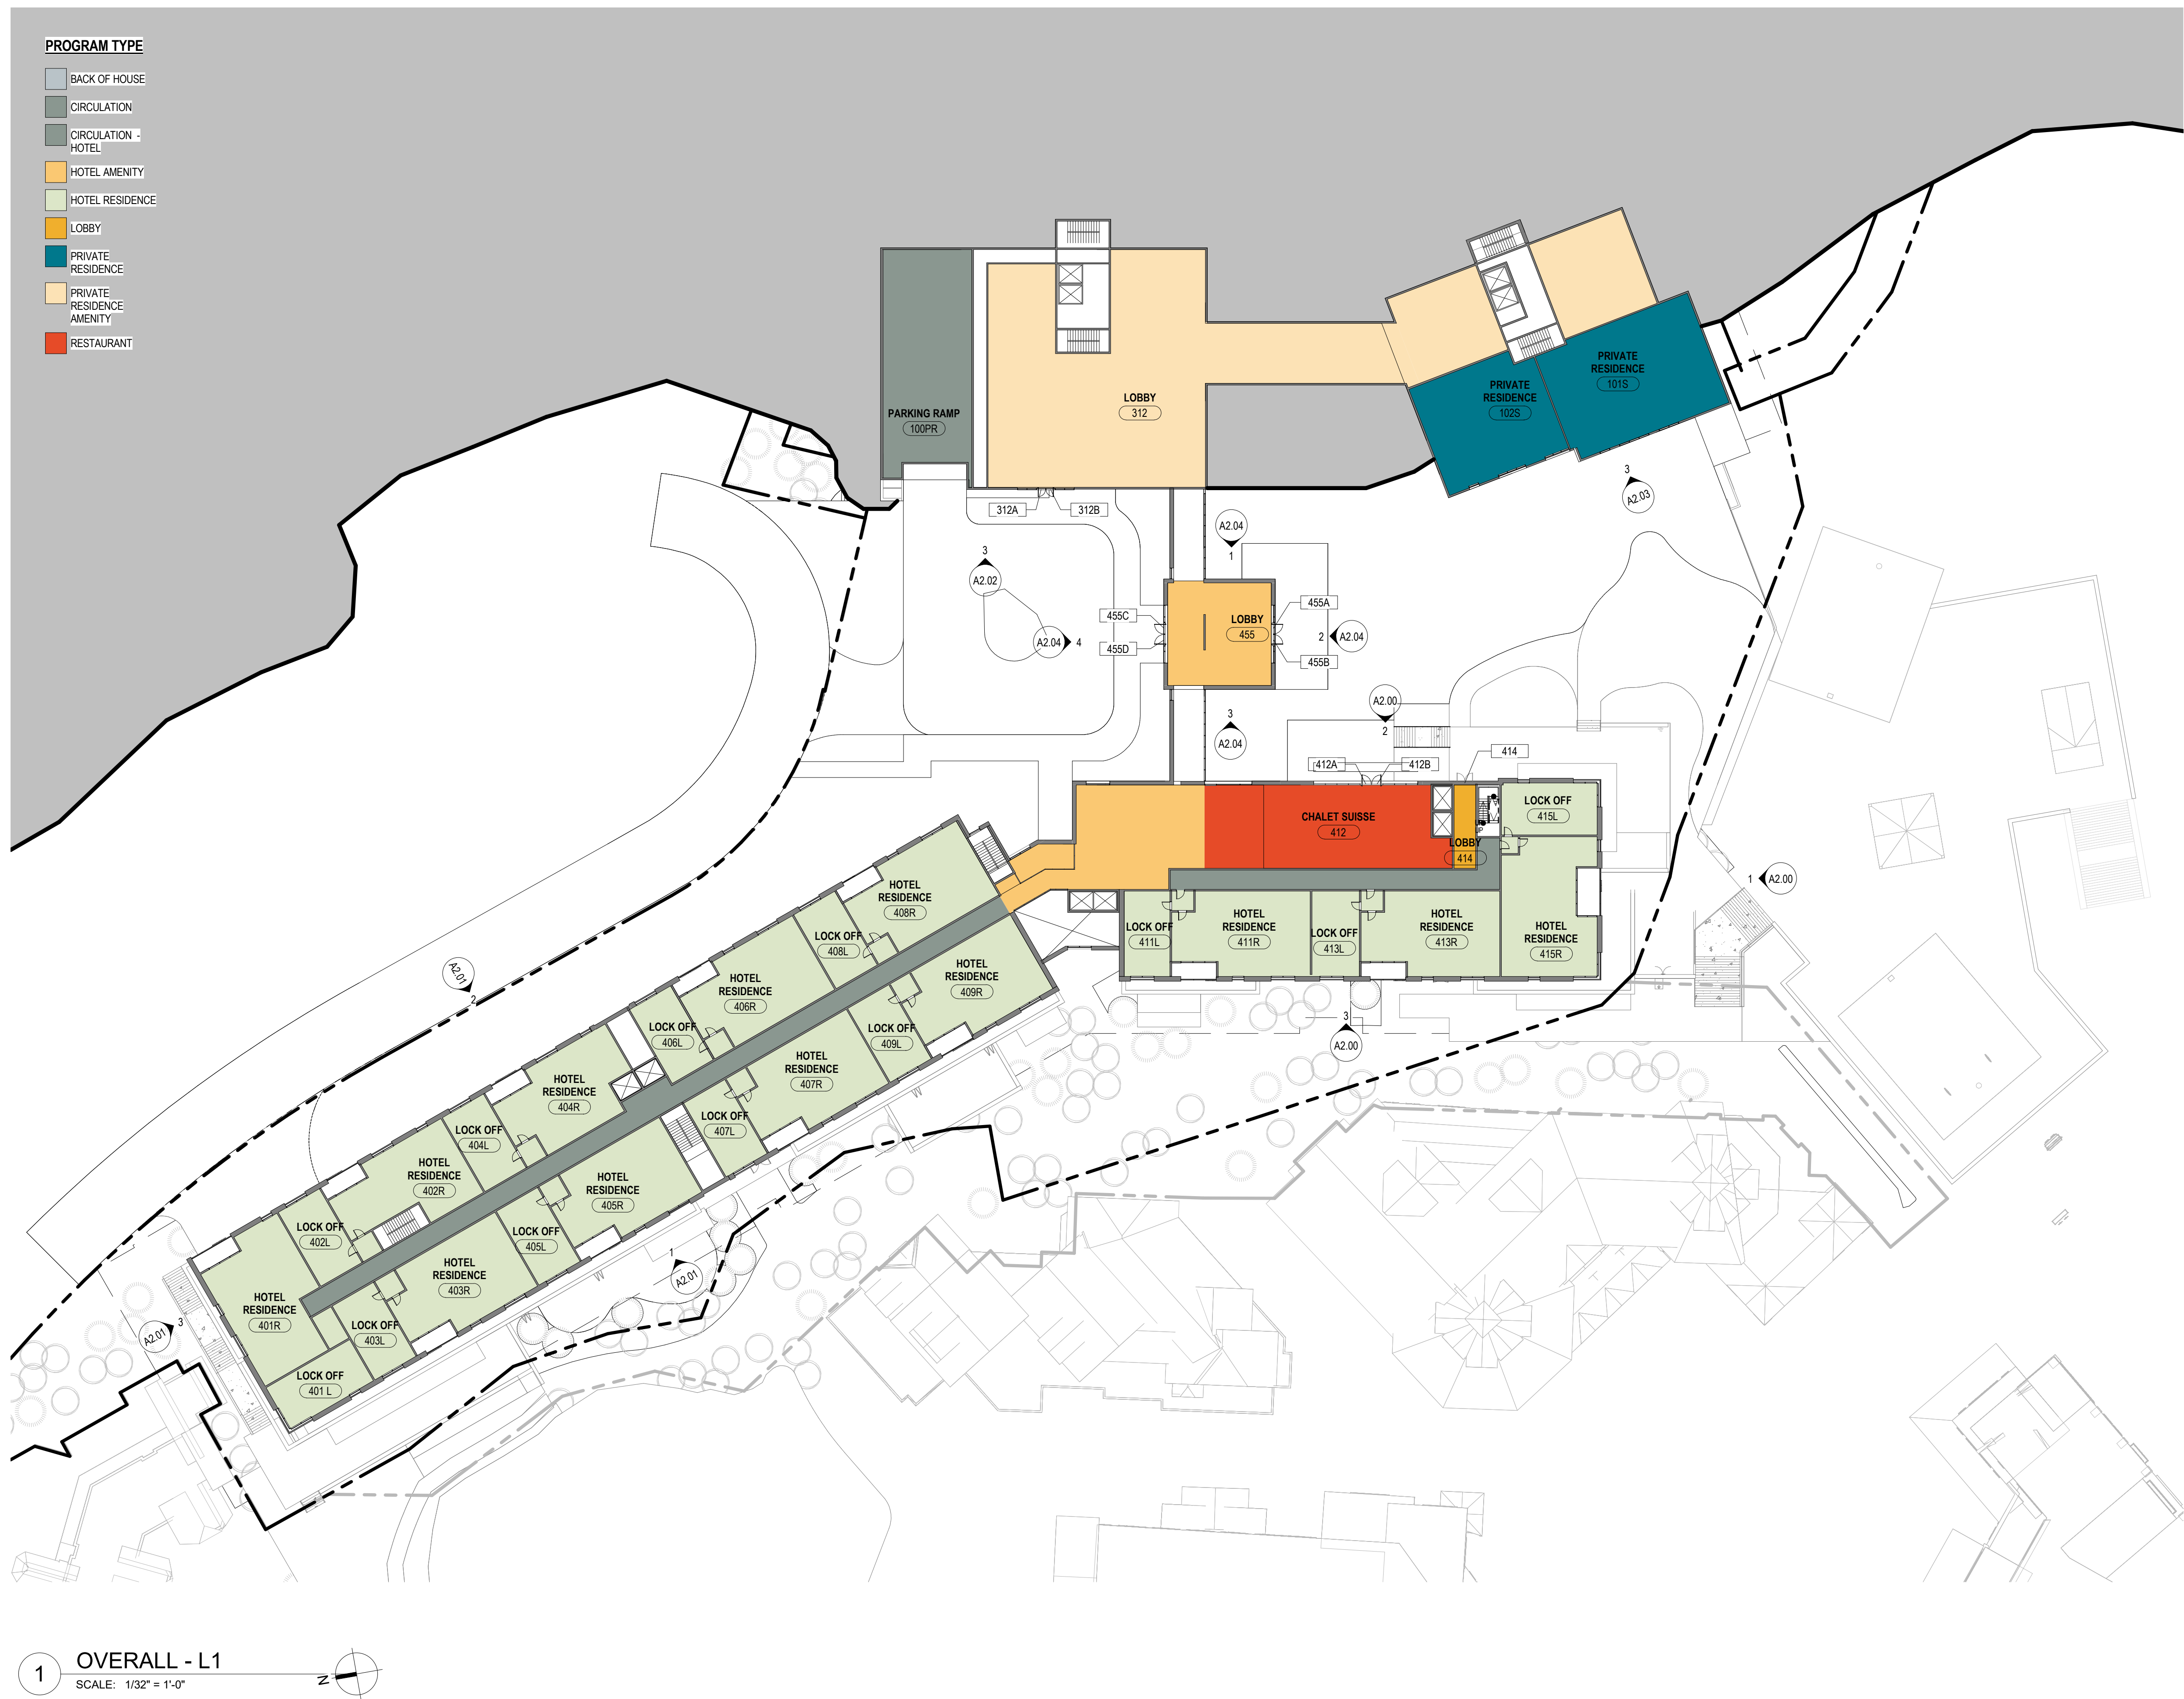 PROGRAM TYPE
BACK OF HOUSE
CIRCULATION
CIRCULATION -
HOTEL
HOTEL AMENITY
HOTEL RESIDENCE
LOBBY
PRIVATE
RESIDENCE
PRIVATE
RESIDENCE
AMENITY
RESTAURANT
PARKING RAMP
100PR
LOBBY
312
PRIVATE
RESIDENCE
102S
PRIVATE
RESIDENCE
101S
3
A2.03
312A
312B
A2.04
1
3
A2.02
A2.04
4
455C
455D
LOBBY
455
455A
455B
2
A2.04
3
A2.04
A2.00
2
412A
412B
414
CHALET SUISSE
412
LOBBY
414
UP
LOCK OFF
415L
HOTEL
RESIDENCE
415R
1
A2.00
LOCK OFF
411L
HOTEL
RESIDENCE
411R
LOCK OFF
413L
HOTEL
RESIDENCE
413R
3
A2.00
HOTEL
RESIDENCE
408R
LOCK OFF
408L
HOTEL
RESIDENCE
409R
LOCK OFF
409L
HOTEL
RESIDENCE
406R
LOCK OFF
406L
HOTEL
RESIDENCE
407R
LOCK OFF
407L
HOTEL
RESIDENCE
404R
LOCK OFF
404L
HOTEL
RESIDENCE
405R
LOCK OFF
405L
HOTEL
RESIDENCE
402R
LOCK OFF
402L
HOTEL
RESIDENCE
403R
LOCK OFF
403L
HOTEL
RESIDENCE
401R
LOCK OFF
401 L
A2.01
2
1
A2.01
A2.01
3
1
OVERALL - L1
SCALE: 1/32" = 1'-0"
N